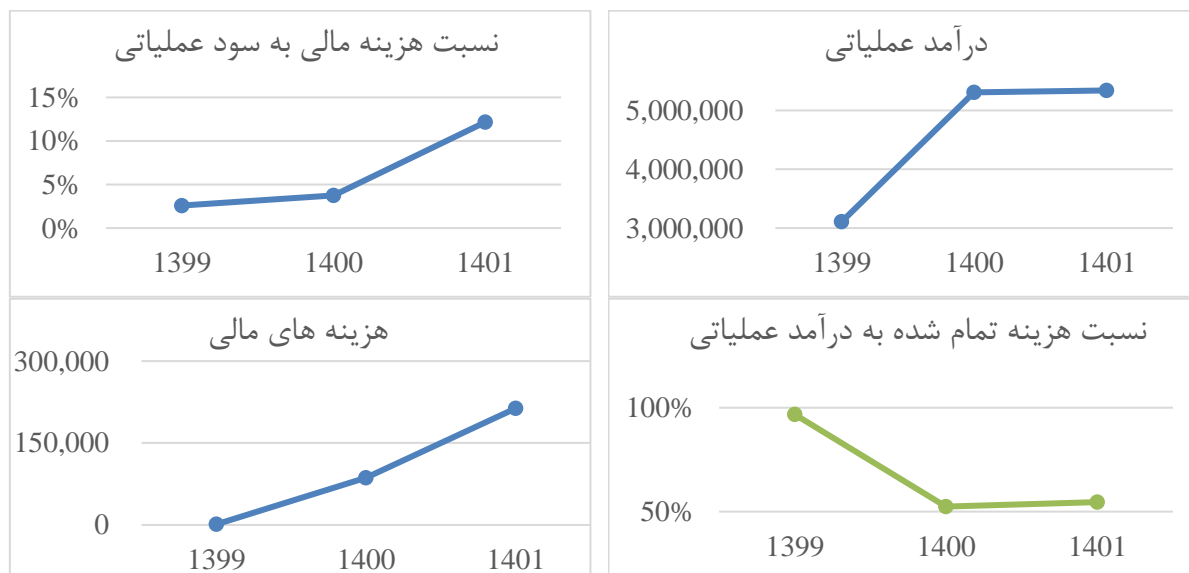 نسبت هزینه مالی به سود عملیاتی
15%
10%
5%
0%
1399 1400 1401
درآمد عملیاتی
5,000,000
4,000,000
3,000,000
1399 1400 1401
هزینه های مالی
300,000
150,000
0
1399 1400 1401
نسبت هزینه تمام شده به درآمد عملیاتی
100%
50%
1399 1400 1401